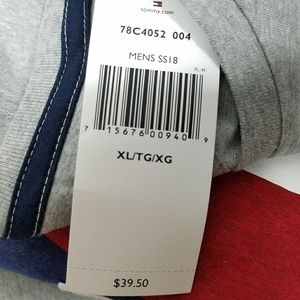 tommy.com
78C4052 004
MENS SS18
7 15676 00940 9
XL/TG/XG
$39.50